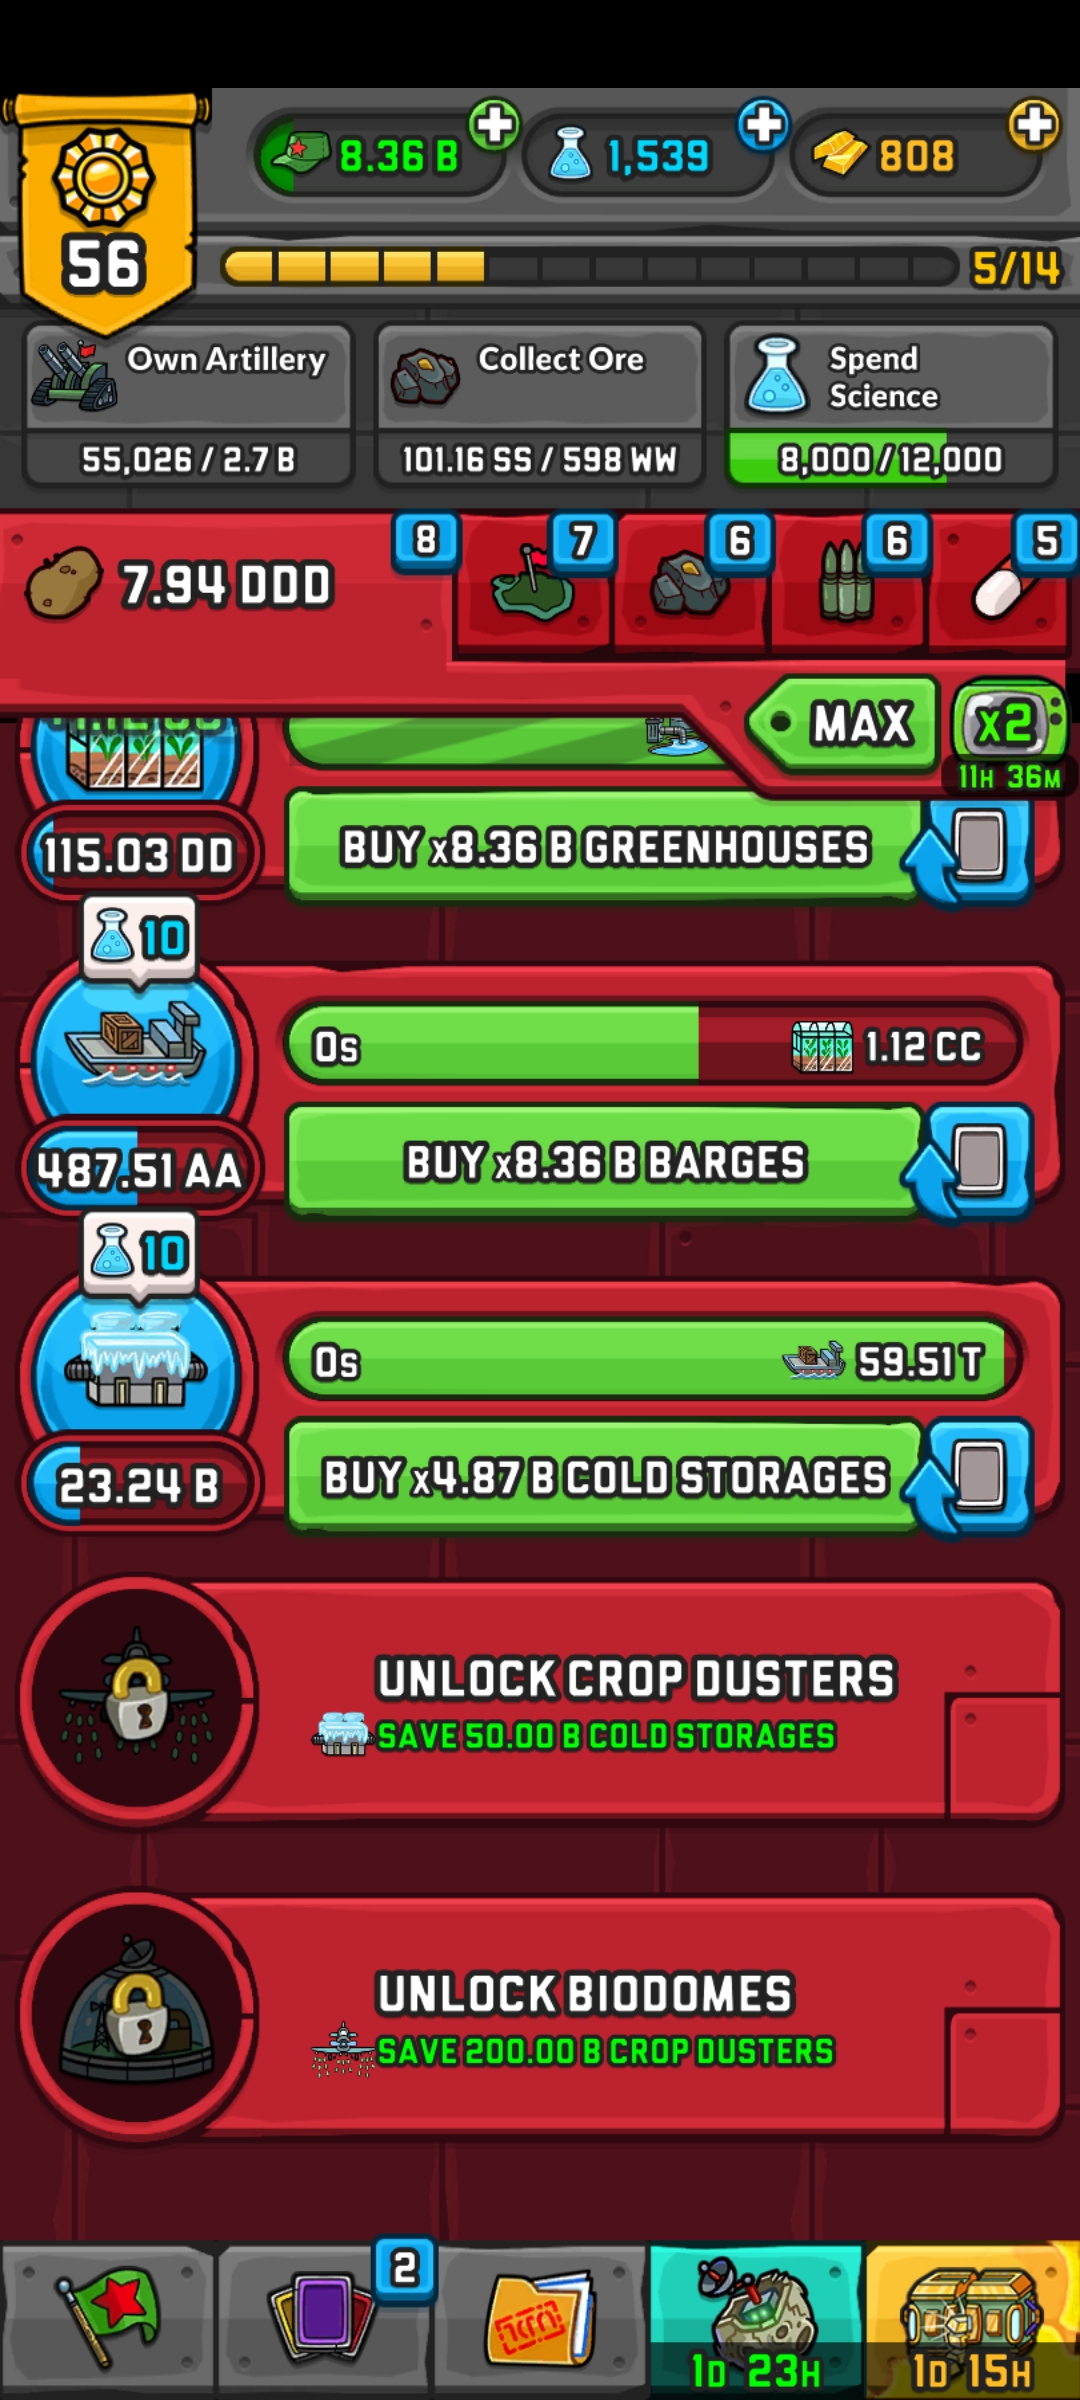 8.36 B
1,539
808
56
5/14
Own Artillery
55,026 / 2.7 B
Collect Ore
101.16 SS / 598 WW
Spend
Science
8,000 / 12,000
7.94 DDD
8
7
6
6
5
MAX
x2
11H 36M
115.03 DD
BUY x8.36 B GREENHOUSES
10
0s
1.12 CC
487.51 AA
BUY x8.36 B BARGES
10
0s
59.51 T
23.24 B
BUY x4.87 B COLD STORAGES
UNLOCK CROP DUSTERS
SAVE 50.00 B COLD STORAGES
UNLOCK BIODOMES
SAVE 200.00 B CROP DUSTERS
2
1D 23H
1D 15H